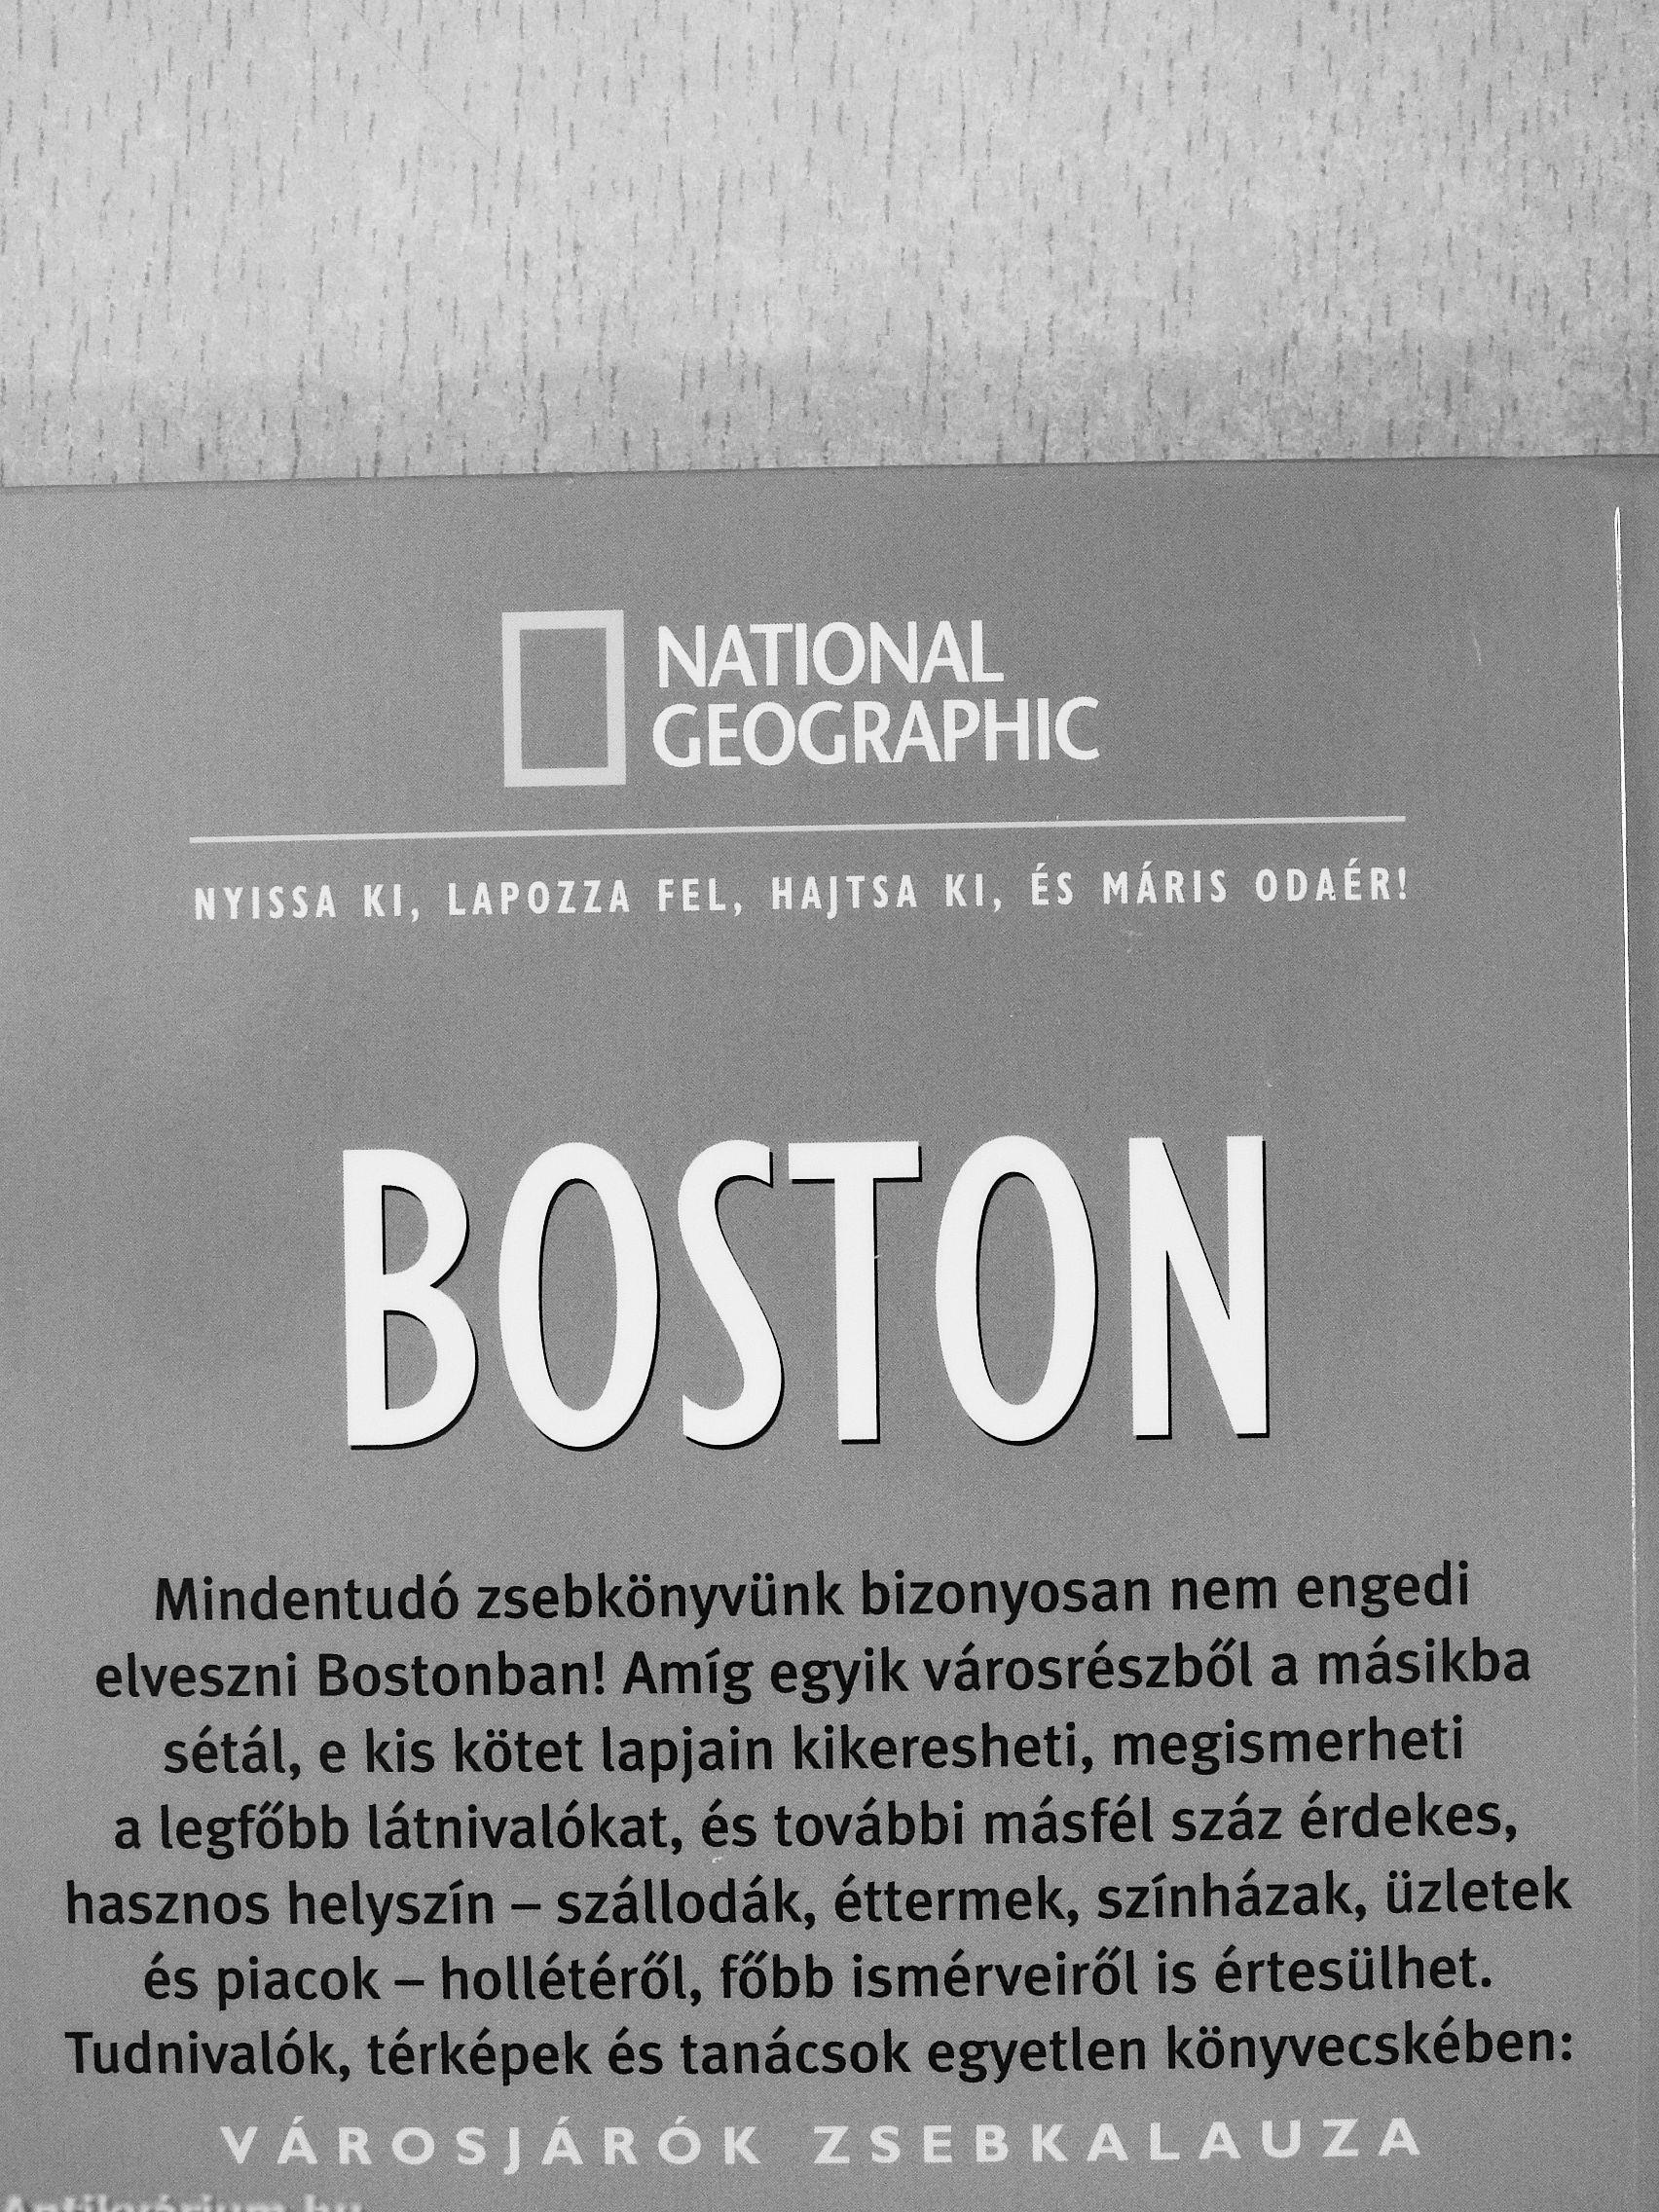 NATIONAL
GEOGRAPHIC
NYISSA KI, LAPOZZA FEL, HAJTSA KI, ÉS MÁRIS ODAÉR!
BOSTON
Mindentudó zsebkönyvünk bizonyosan nem engedi
elveszni Bostonban! Amíg egyik városrészből a másikba
sétál, e kis kötet lapjain kikeresheti, megismerheti
a legfőbb látnivalókat, és további másfél száz érdekes,
hasznos helyszín – szállodák, éttermek, színházak, üzletek
és piacok – hollétéről, főbb ismérveiről is értesülhet.
Tudnivalók, térképek és tanácsok egyetlen könyvecskében:
VÁROSJÁRÓK ZSEBKALAUZA
Antikvárium.hu